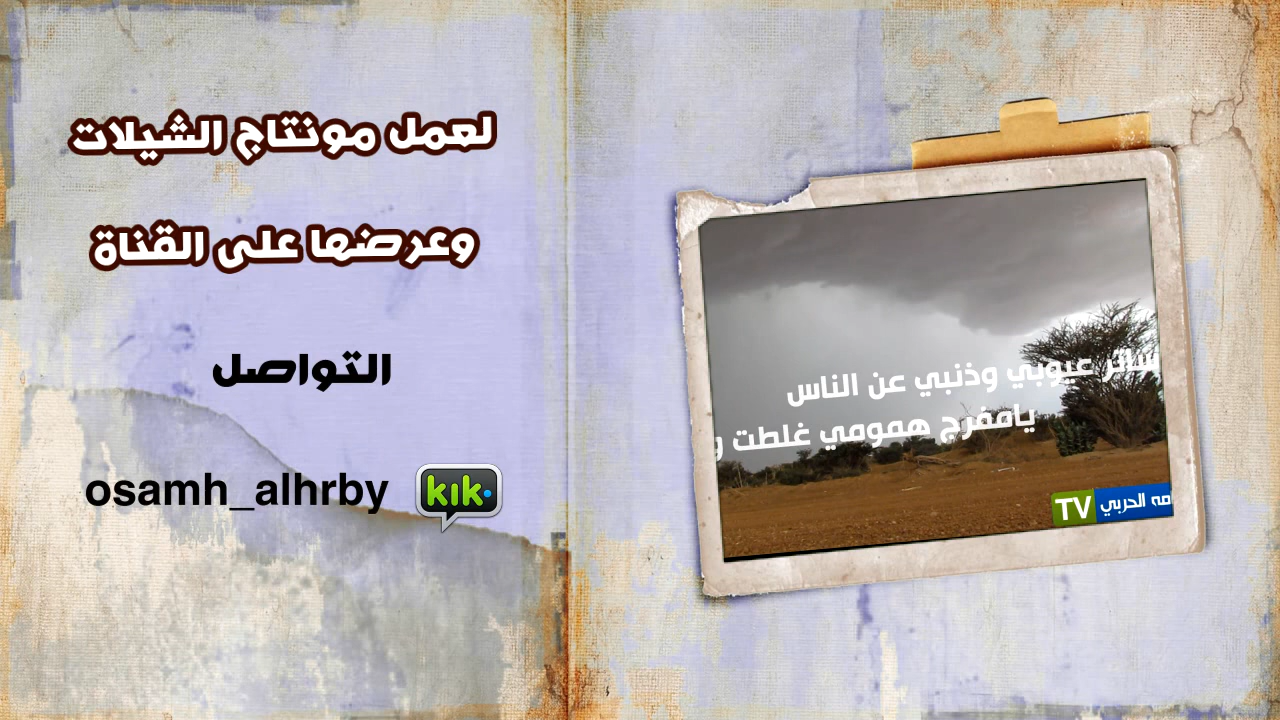 لعمل مونتاج الشيلات
وعرضها على القناة
التواصل
osamh_alhrby
kik
ساتر عيوبي وذنبي عن الناس
يامفرج همومي غلطت و
مه الحربي TV